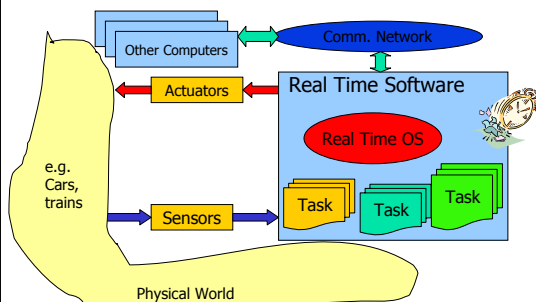 Other Computers
Comm. Network
Actuators
Real Time Software
Real Time OS
e.g.
Cars,
trains
Sensors
Task
Task
Task
Physical World